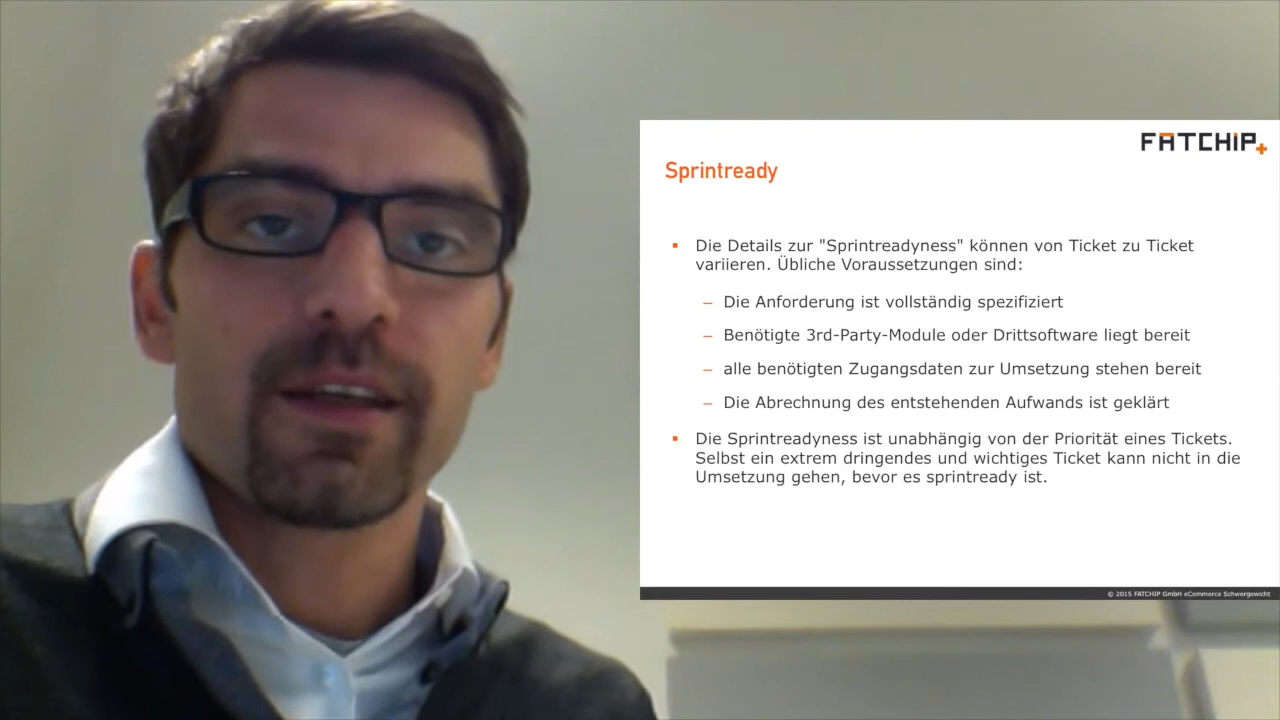 FATCHIP+
Sprintready
▪ Die Details zur "Sprintreadyness" können von Ticket zu Ticket
variieren. Übliche Voraussetzungen sind:
– Die Anforderung ist vollständig spezifiziert
– Benötigte 3rd-Party-Module oder Drittsoftware liegt bereit
– alle benötigten Zugangsdaten zur Umsetzung stehen bereit
– Die Abrechnung des entstehenden Aufwands ist geklärt
▪ Die Sprintreadyness ist unabhängig von der Priorität eines Tickets.
Selbst ein extrem dringendes und wichtiges Ticket kann nicht in die
Umsetzung gehen, bevor es sprintready ist.
© 2015 FATCHIP GmbH eCommerce Schwergewicht